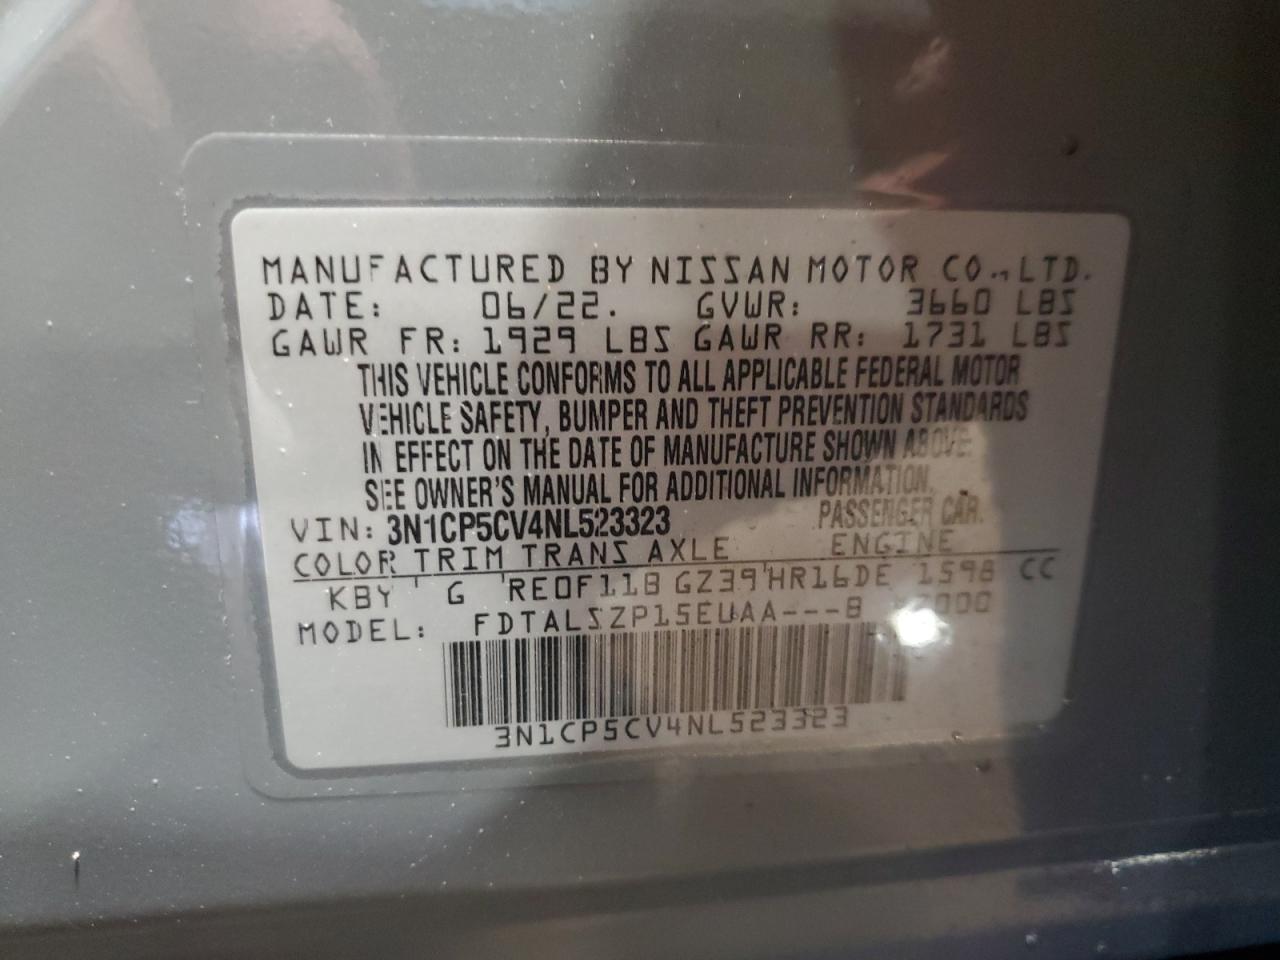 MANUFACTURED BY NISSAN MOTOR CO., LTD.
DATE: 06/22. GVWR: 3660 LBS
GAWR FR: 1929 LBS GAWR RR: 1731 LBS
THIS VEHICLE CONFORMS TO ALL APPLICABLE FEDERAL MOTOR
VEHICLE SAFETY, BUMPER AND THEFT PREVENTION STANDARDS
IN EFFECT ON THE DATE OF MANUFACTURE SHOWN ABOVE.
SEE OWNER'S MANUAL FOR ADDITIONAL INFORMATION.
VIN: 3N1CP5CV4NL523323 PASSENGER CAR.
COLOR TRIM TRANS AXLE ENGINE
KBY G RE0F11B GZ39 HR16DE 1598 CC
MODEL: FDTALSZP15EUAA---B
3N1CP5CV4NL523323